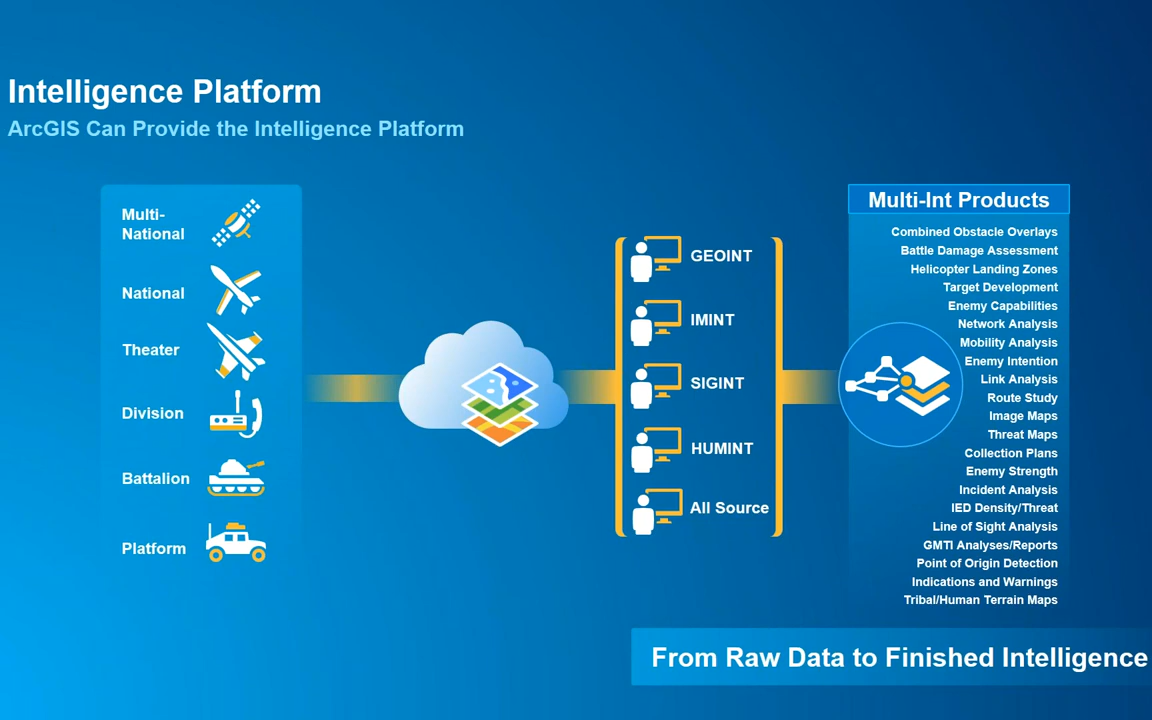 Intelligence Platform
ArcGIS Can Provide the Intelligence Platform
Multi-
National
National
Theater
Division
Battalion
Platform
GEOINT
IMINT
SIGINT
HUMINT
All Source
Multi-Int Products
Combined Obstacle Overlays
Battle Damage Assessment
Helicopter Landing Zones
Target Development
Enemy Capabilities
Network Analysis
Mobility Analysis
Enemy Intention
Link Analysis
Route Study
Image Maps
Threat Maps
Collection Plans
Enemy Strength
Incident Analysis
IED Density/Threat
Line of Sight Analysis
GMTI Analyses/Reports
Point of Origin Detection
Indications and Warnings
Tribal/Human Terrain Maps
From Raw Data to Finished Intelligence